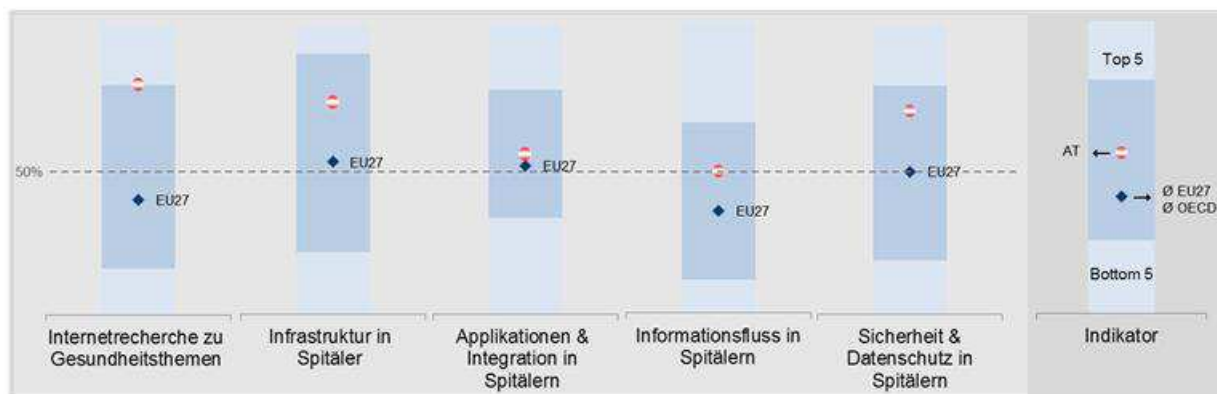 Top 5
EU27
AT
EU27
50%
EU27
Ø EU27
EU27
EU27
Ø OECD
Bottom 5
Internetrecherche zu
Gesundheitsthemen
Infrastruktur in
Spitäler
Applikationen &
Integration in
Spitälern
Informationsfluss in
Spitälern
Sicherheit &
Datenschutz in
Spitälern
Indikator